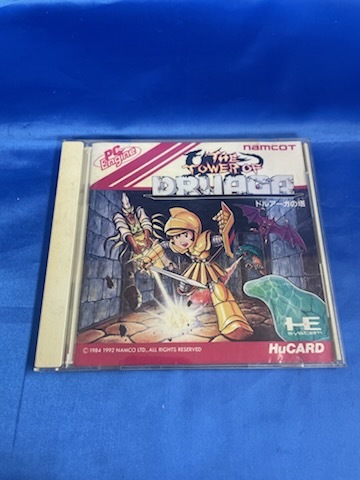 PC Engine
namcot
THE
TOWER OF
DRUAGA
ドルアーガの塔
HE
system
© 1984 1992 NAMCO LTD., ALL RIGHTS RESERVED
HuCARD